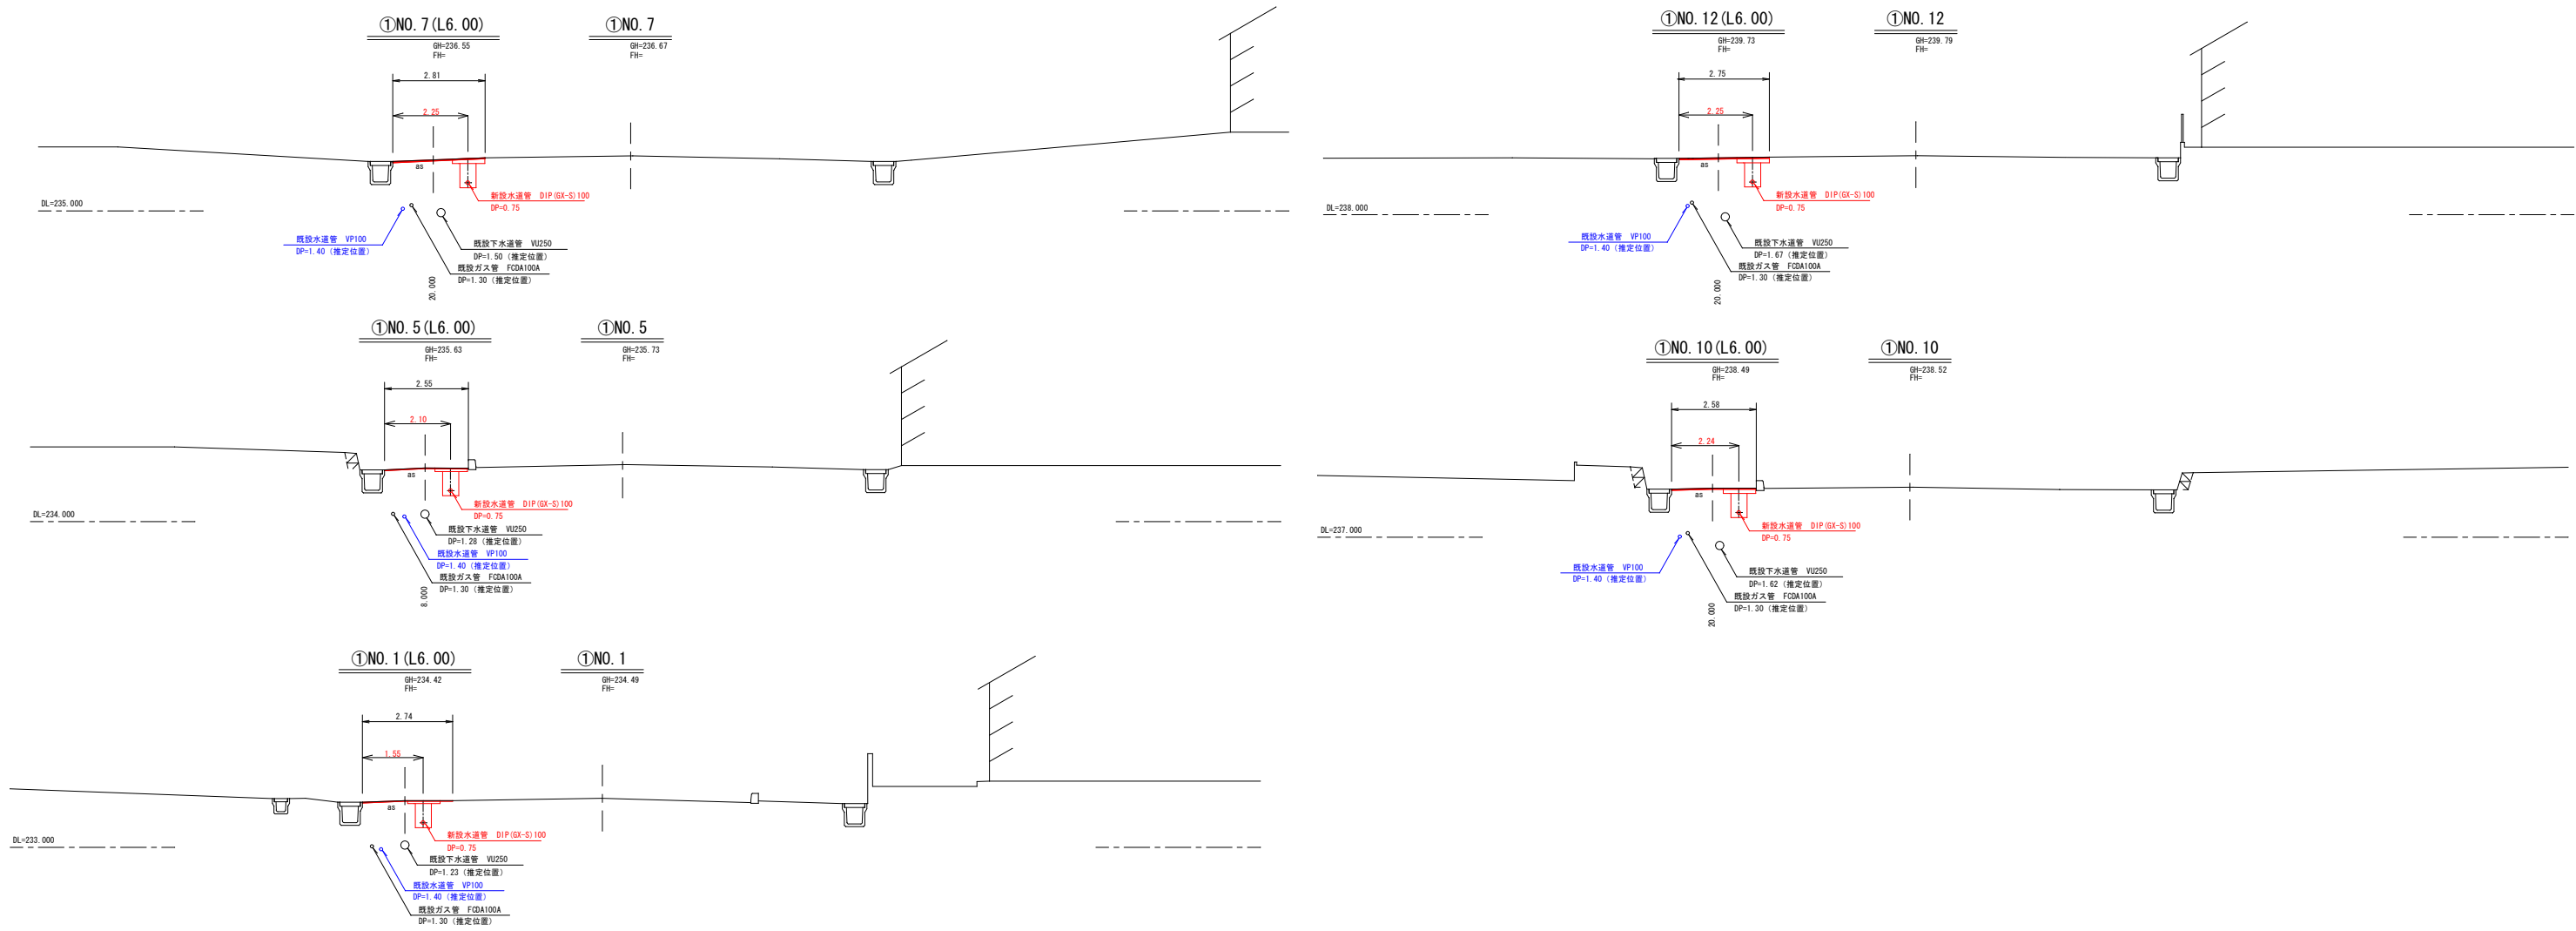 ①NO. 7(L6.00)
GH=236.55
FH=
①NO. 7
GH=236.67
FH=
2.81
2.25
as
新設水道管 DIP(GX-S)100
DP=0.75
DL=235.000
既設水道管 VP100
DP=1.40 (推定位置)
既設下水道管 VU250
DP=1.50 (推定位置)
既設ガス管 FCDA100A
DP=1.30 (推定位置)
20.000
①NO. 5(L6.00)
GH=235.63
FH=
①NO. 5
GH=235.73
FH=
2.55
2.10
as
新設水道管 DIP(GX-S)100
DP=0.75
DL=234.000
既設下水道管 VU250
DP=1.28 (推定位置)
既設水道管 VP100
DP=1.40 (推定位置)
既設ガス管 FCDA100A
DP=1.30 (推定位置)
8.000
①NO. 1(L6.00)
GH=234.42
FH=
①NO. 1
GH=234.49
FH=
2.74
1.55
as
新設水道管 DIP(GX-S)100
DP=0.75
DL=233.000
既設下水道管 VU250
DP=1.23 (推定位置)
既設水道管 VP100
DP=1.40 (推定位置)
既設ガス管 FCDA100A
DP=1.30 (推定位置)
①NO. 12(L6.00)
GH=239.73
FH=
①NO. 12
GH=239.79
FH=
2.75
2.25
as
新設水道管 DIP(GX-S)100
DP=0.75
DL=238.000
既設水道管 VP100
DP=1.40 (推定位置)
既設下水道管 VU250
DP=1.67 (推定位置)
既設ガス管 FCDA100A
DP=1.30 (推定位置)
20.000
①NO. 10(L6.00)
GH=238.49
FH=
①NO. 10
GH=238.52
FH=
2.58
2.24
as
新設水道管 DIP(GX-S)100
DP=0.75
DL=237.000
既設水道管 VP100
DP=1.40 (推定位置)
既設下水道管 VU250
DP=1.62 (推定位置)
既設ガス管 FCDA100A
DP=1.30 (推定位置)
20.000